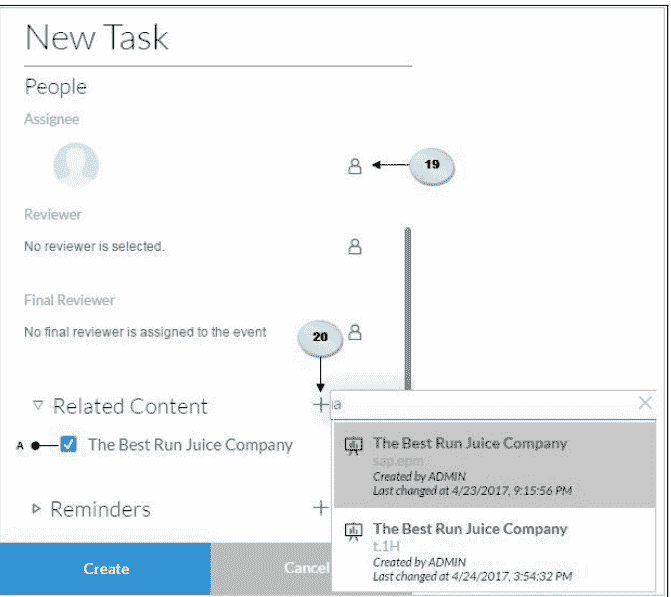 New Task
People
Assignee
19
Reviewer
No reviewer is selected.
Final Reviewer
No final reviewer is assigned to the event
20
Related Content
a
A
The Best Run Juice Company
The Best Run Juice Company
sap.epm
Created by ADMIN
Last changed at 4/23/2017, 9:15:56 PM
Reminders
The Best Run Juice Company
t.1H
Created by ADMIN
Last changed at 4/24/2017, 3:54:32 PM
Create
Cancel